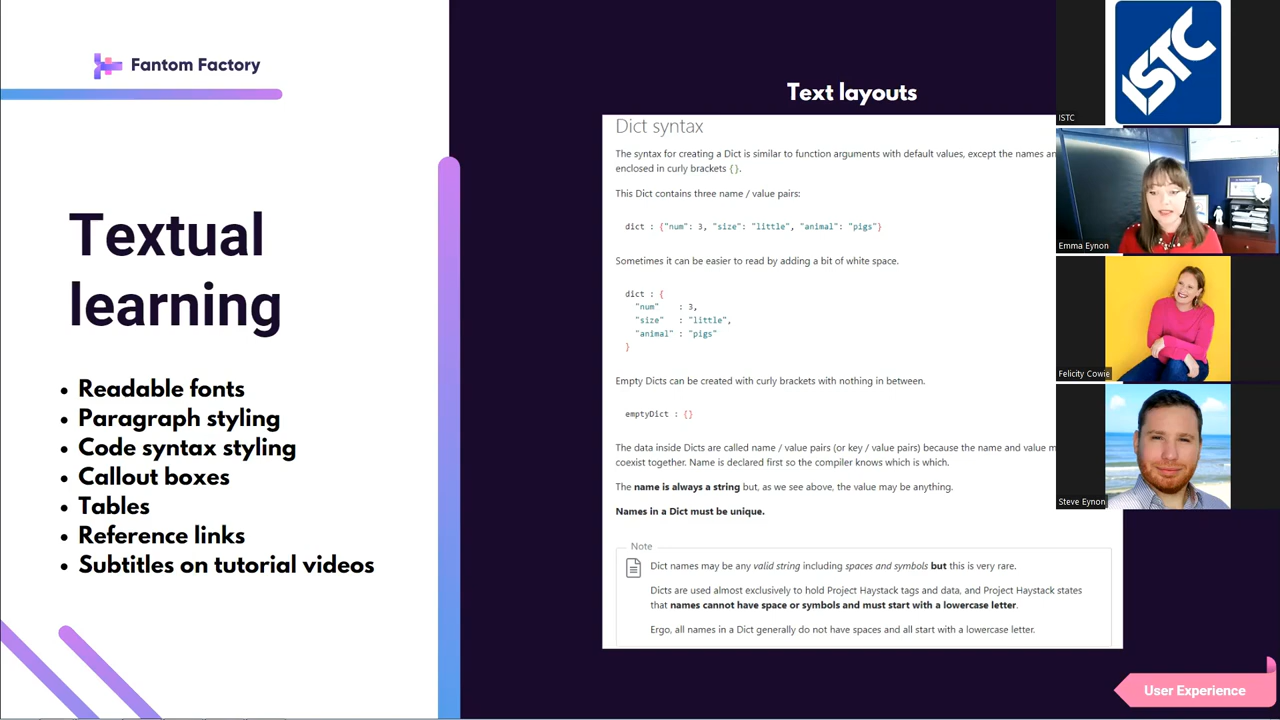 Fantom Factory
Textual
learning
Readable fonts
Paragraph styling
Code syntax styling
Callout boxes
Tables
Reference links
Subtitles on tutorial videos
Text layouts
Dict syntax
The syntax for creating a Dict is similar to function arguments with default values, except the names
enclosed in curly brackets {}.
This Dict contains three name / value pairs:
dict : {"num": 3, "size": "little", "animal": "pigs"}
Sometimes it can be easier to read by adding a bit of white space.
dict : {
"num" : 3,
"size" : "little",
"animal" : "pigs"
}
Empty Dicts can be created with curly brackets with nothing in between.
emptyDict : {}
The data inside Dicts are called name / value pairs (or key / value pairs) because the name and value
coexist together. Name is declared first so the compiler knows which is which.
The name is always a string but, as we see above, the value may be anything.
Names in a Dict must be unique.
Note
Dict names may be any valid string including spaces and symbols but this is very rare.
Dicts are used almost exclusively to hold Project Haystack tags and data, and Project Haystack states
that names cannot have space or symbols and must start with a lowercase letter.
Ergo, all names in a Dict generally do not have spaces and all start with a lowercase letter.
User Experience
ISTC
ISTC
Emma Eynon
Felicity Cowie
Steve Eynon